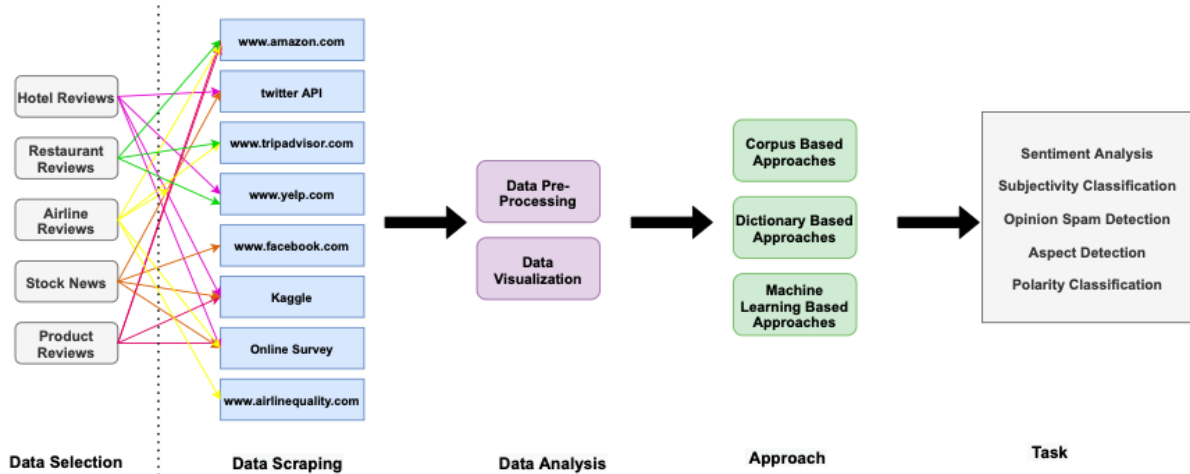 Hotel Reviews
Restaurant
Reviews
Airline
Reviews
Stock News
Product
Reviews
Data Selection
www.amazon.com
twitter API
www.tripadvisor.com
www.yelp.com
www.facebook.com
Kaggle
Online Survey
www.airlinequality.com
Data Scraping
Data Pre-
Processing
Data
Visualization
Data Analysis
Corpus Based
Approaches
Dictionary Based
Approaches
Machine
Learning Based
Approaches
Approach
Sentiment Analysis
Subjectivity Classification
Opinion Spam Detection
Aspect Detection
Polarity Classification
Task